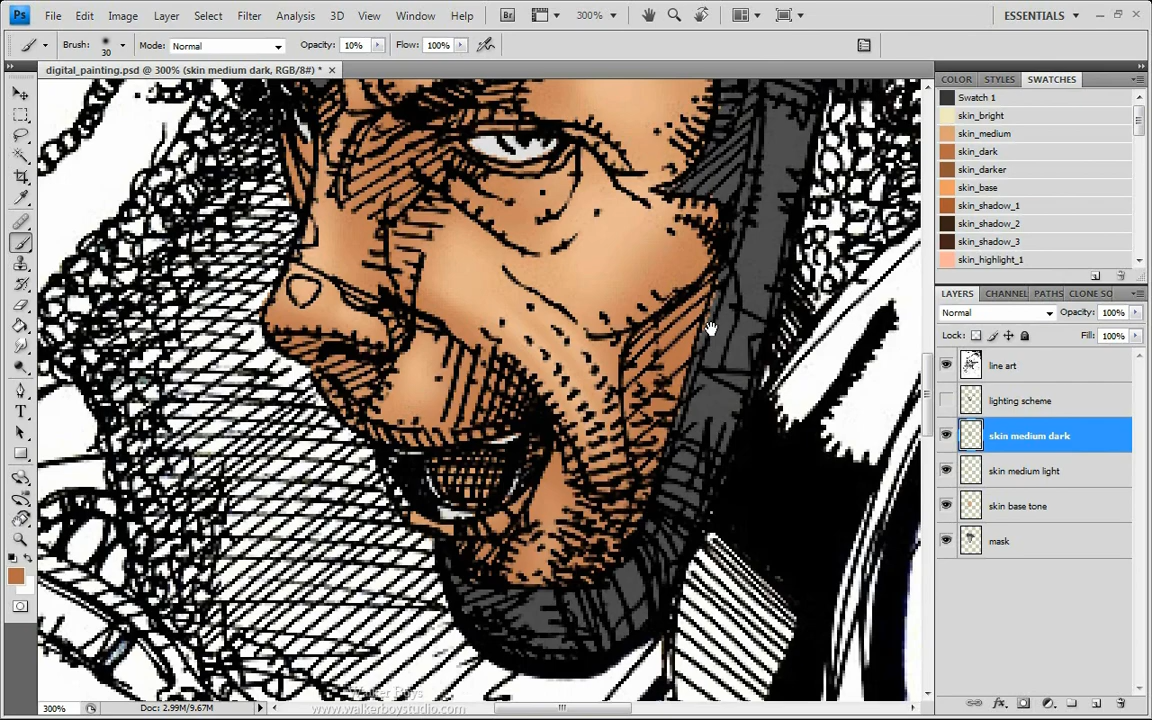 Ps File Edit Image Layer Select Filter Analysis 3D View Window Help Br 300% ESSENTIALS
Brush: 30 Mode: Normal Opacity: 10% Flow: 100%
digital_painting.psd @ 300% (skin medium dark, RGB/8#) *
COLOR STYLES SWATCHES
Swatch 1
skin_bright
skin_medium
skin_dark
skin_darker
skin_base
skin_shadow_1
skin_shadow_2
skin_shadow_3
skin_highlight_1
LAYERS CHANNEL PATHS CLONE SO
Normal Opacity: 100%
Lock: Fill: 100%
line art
lighting scheme
skin medium dark
skin medium light
skin base tone
mask
www.walkerboystudio.com
300% Doc: 2.99M/9.67M